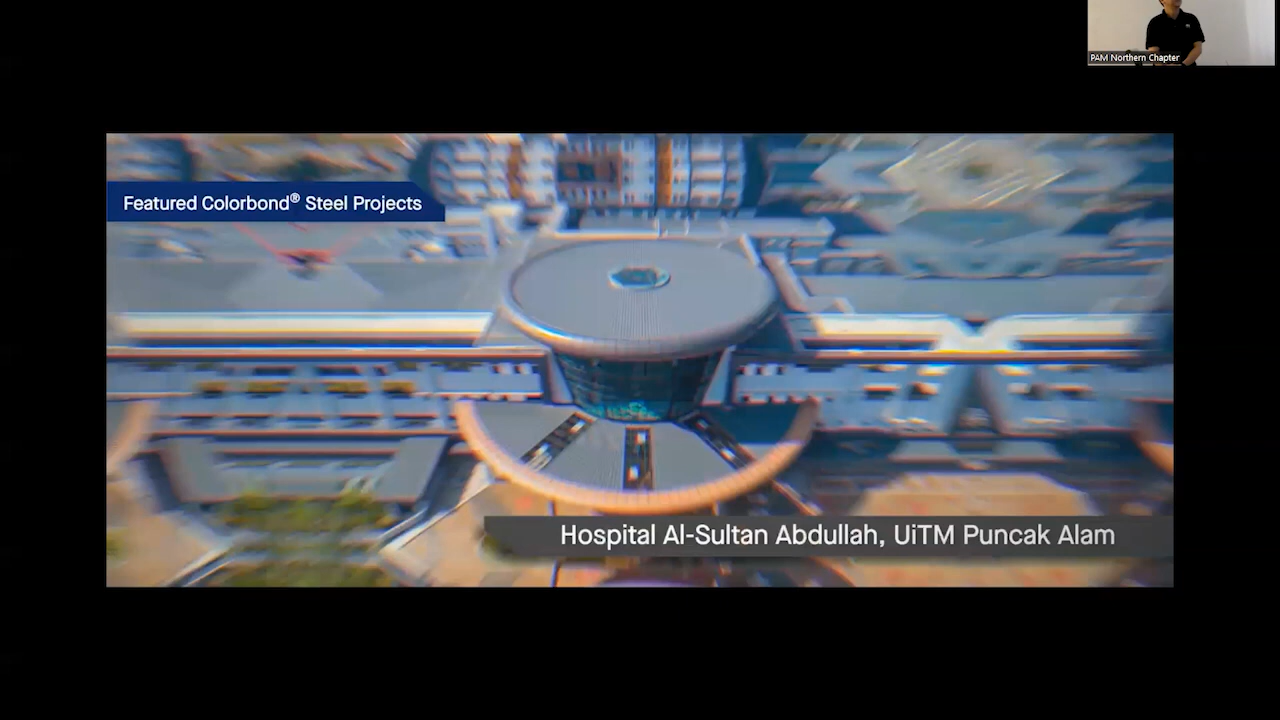 PAM Northern Chapter
Featured Colorbond® Steel Projects
Hospital Al-Sultan Abdullah, UiTM Puncak Alam